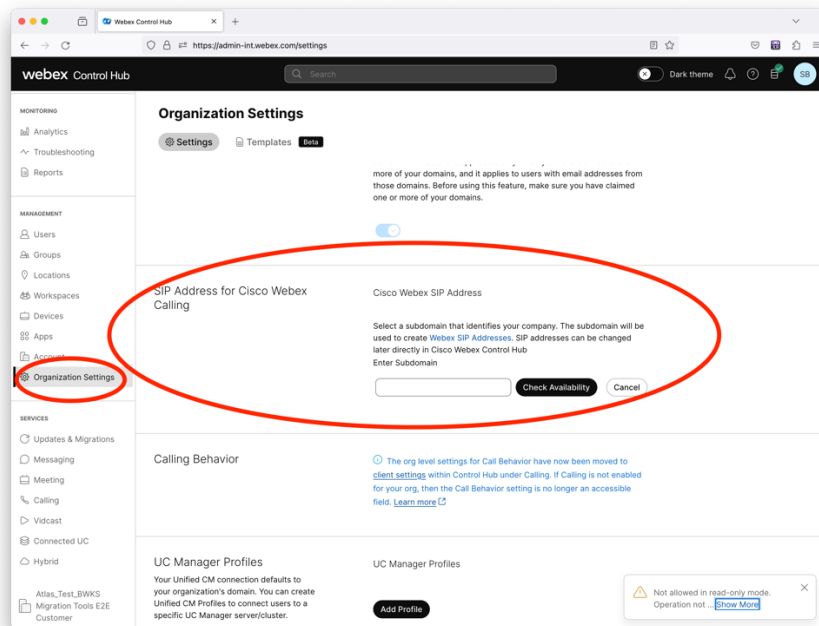 Webex Control Hub
https://admin-int.webex.com/settings
webex Control Hub
Search
Dark theme
SB
MONITORING
Analytics
Troubleshooting
Reports
MANAGEMENT
Users
Groups
Locations
Workspaces
Devices
Apps
Account
Organization Settings
SERVICES
Updates & Migrations
Messaging
Meeting
Calling
Vidcast
Connected UC
Hybrid
Atlas_Test_BWKS
Migration Tools E2E
Customer
Organization Settings
Settings
Templates
Beta
more of your domains, and it applies to users with email addresses from
those domains. Before using this feature, make sure you have claimed
one or more of your domains.
SIP Address for Cisco Webex
Calling
Cisco Webex SIP Address
Select a subdomain that identifies your company. The subdomain will be
used to create Webex SIP Addresses. SIP addresses can be changed
later directly in Cisco Webex Control Hub
Enter Subdomain
Check Availability
Cancel
Calling Behavior
The org level settings for Call Behavior have now been moved to
client settings within Control Hub under Calling. If Calling is not enabled
for your org, then the Call Behavior setting is no longer an accessible
field. Learn more
UC Manager Profiles
Your Unified CM connection defaults to
your organization's domain. You can create
Unified CM Profiles to connect users to a
specific UC Manager server/cluster.
UC Manager Profiles
Add Profile
Not allowed in read-only mode.
Operation not ... Show More